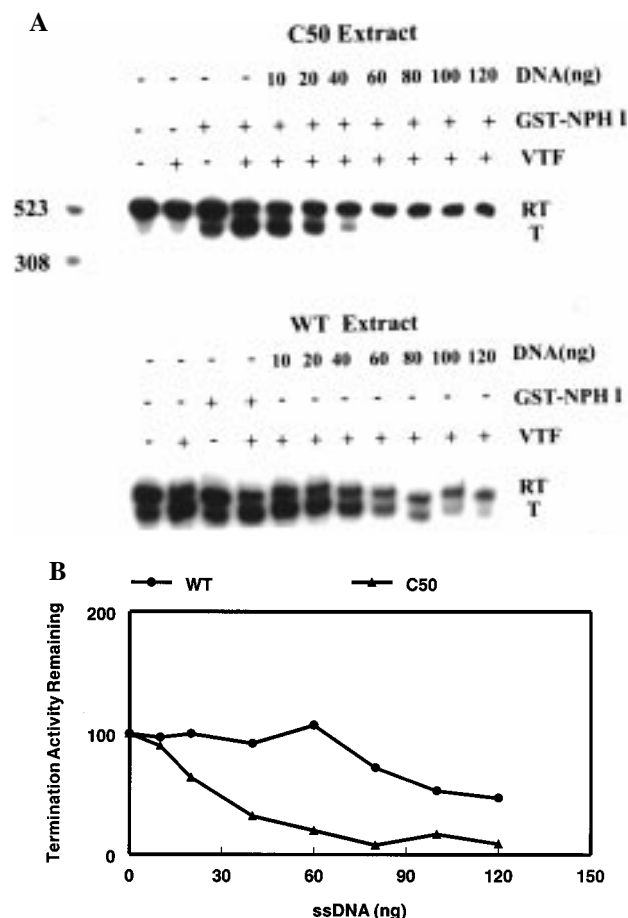 A
C50 Extract
- - - - 10 20 40 60 80 100 120 DNA(ng)
- - + + + + + + + + + GST-NPH I
- + - + + + + + + + + VTF
523 RT
T
308
WT Extract
- - - - 10 20 40 60 80 100 120 DNA(ng)
- - + + - - - - - - - GST-NPH I
- + - + + + + + + + + VTF
RT
T
B
WT C50
Termination Activity Remaining
200
100
0
0 30 60 90 120 150
ssDNA (ng)